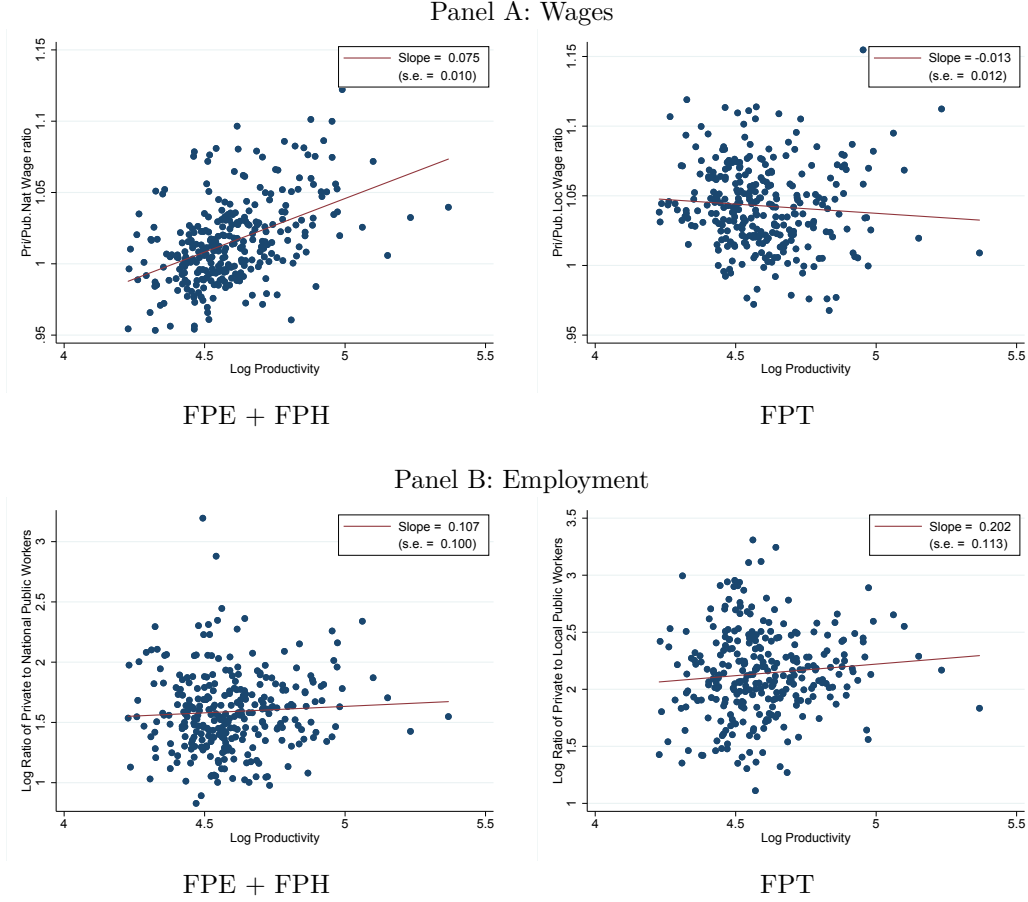 Panel A: Wages
Pri/Pub.Nat Wage ratio
.95
1
1.05
1.1
1.15
4
4.5
5
5.5
Log Productivity
Slope = 0.075
(s.e. = 0.010)
FPE + FPH
Pri/Pub.Loc Wage ratio
.95
1
1.05
1.1
1.15
4
4.5
5
5.5
Log Productivity
Slope = -0.013
(s.e. = 0.012)
FPT
Panel B: Employment
Log Ratio of Private to National Public Workers
1
1.5
2
2.5
3
4
4.5
5
5.5
Log Productivity
Slope = 0.107
(s.e. = 0.100)
FPE + FPH
Log Ratio of Private to Local Public Workers
1
1.5
2
2.5
3
3.5
4
4.5
5
5.5
Log Productivity
Slope = 0.202
(s.e. = 0.113)
FPT